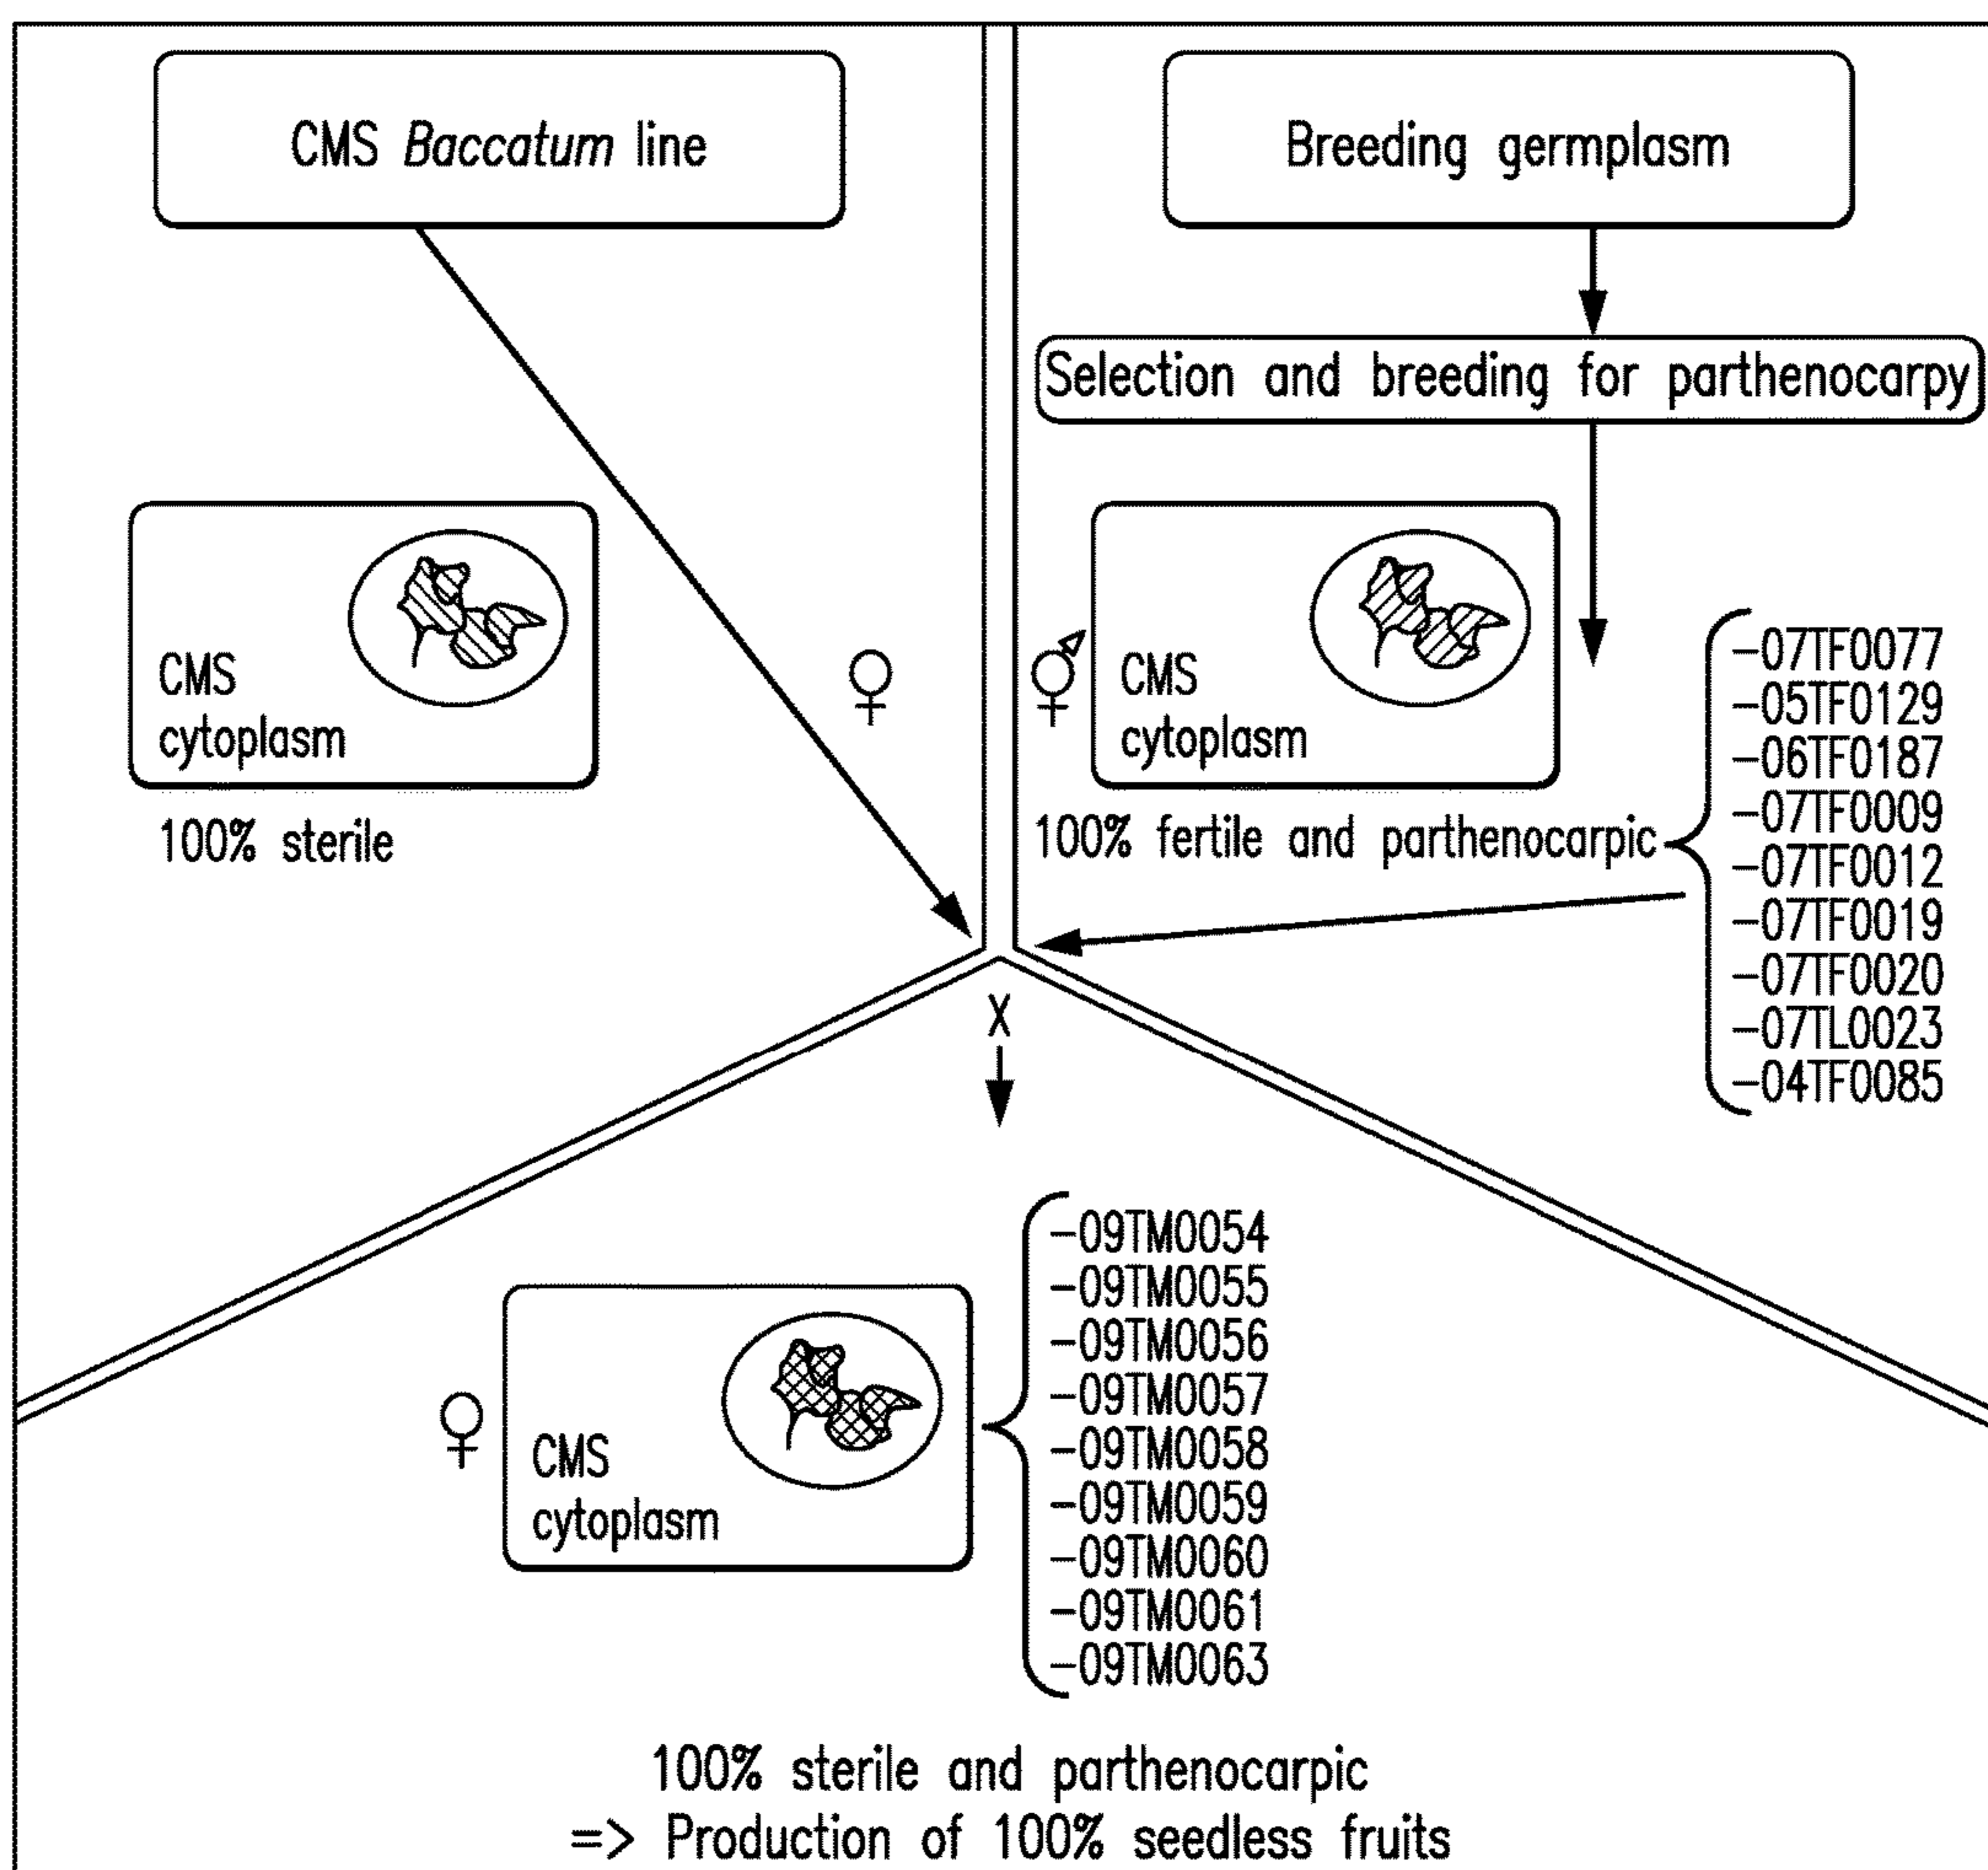 CMS Baccatum line
CMS
cytoplasm
♀
100% sterile
Breeding germplasm
Selection and breeding for parthenocarpy
⚥
CMS
cytoplasm
100% fertile and parthenocarpic
-07TF0077
-05TF0129
-06TF0187
-07TF0009
-07TF0012
-07TF0019
-07TF0020
-07TL0023
-04TF0085
X
♀
CMS
cytoplasm
-09TM0054
-09TM0055
-09TM0056
-09TM0057
-09TM0058
-09TM0059
-09TM0060
-09TM0061
-09TM0063
100% sterile and parthenocarpic
=> Production of 100% seedless fruits